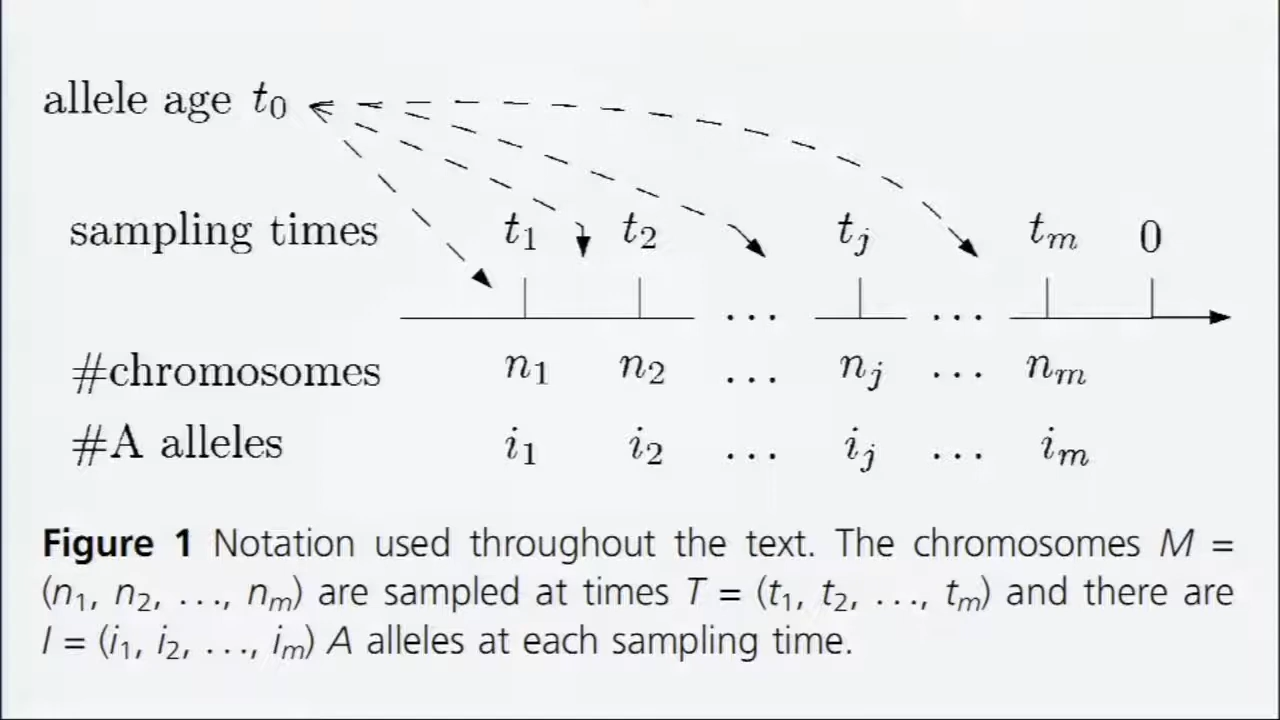 allele age t₀
sampling times t₁ t₂ tⱼ tₘ 0
... ...
#chromosomes n₁ n₂ ... nⱼ ... nₘ
#A alleles i₁ i₂ ... iⱼ ... iₘ
Figure 1 Notation used throughout the text. The chromosomes M =
(n₁, n₂, ..., nₘ) are sampled at times T = (t₁, t₂, ..., tₘ) and there are
I = (i₁, i₂, ..., iₘ) A alleles at each sampling time.